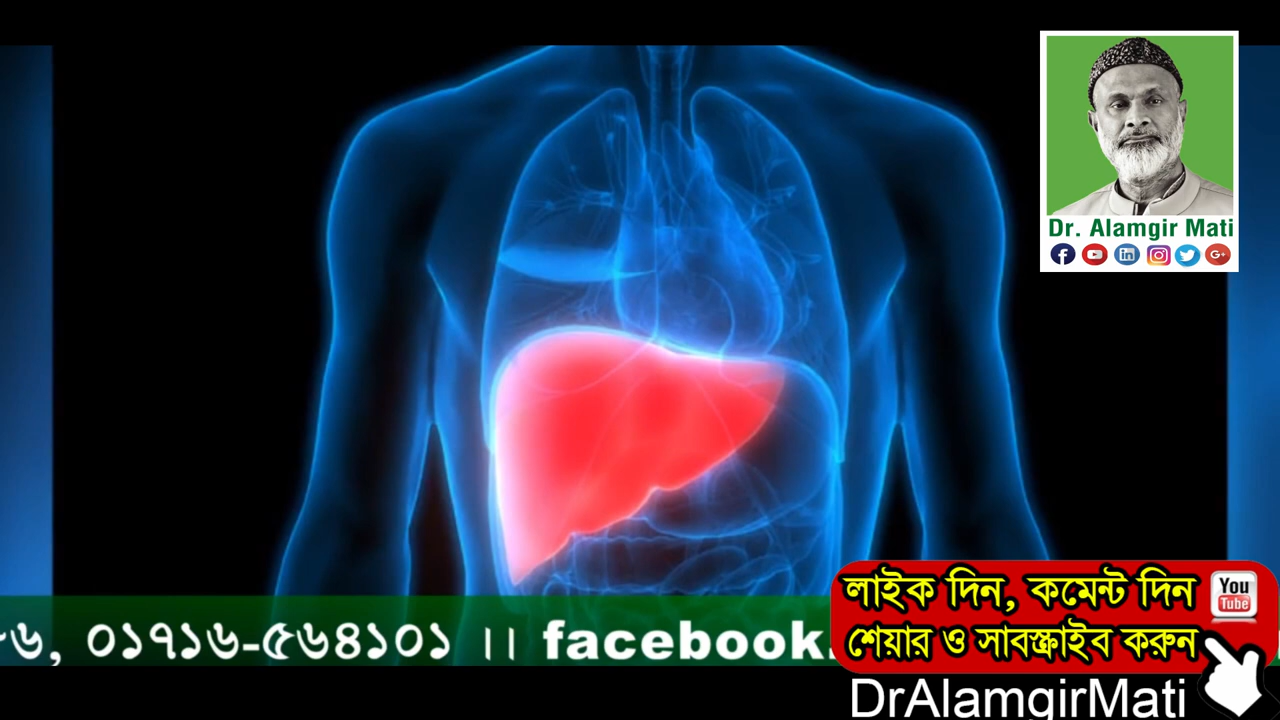 Dr. Alamgir Mati
লাইক দিন, কমেন্ট দিন
শেয়ার ও সাবস্ক্রাইব করুন
You
Tube
৬, ০১৭১৬-৫৬৪১০১ ।। facebook.
DrAlamgirMati